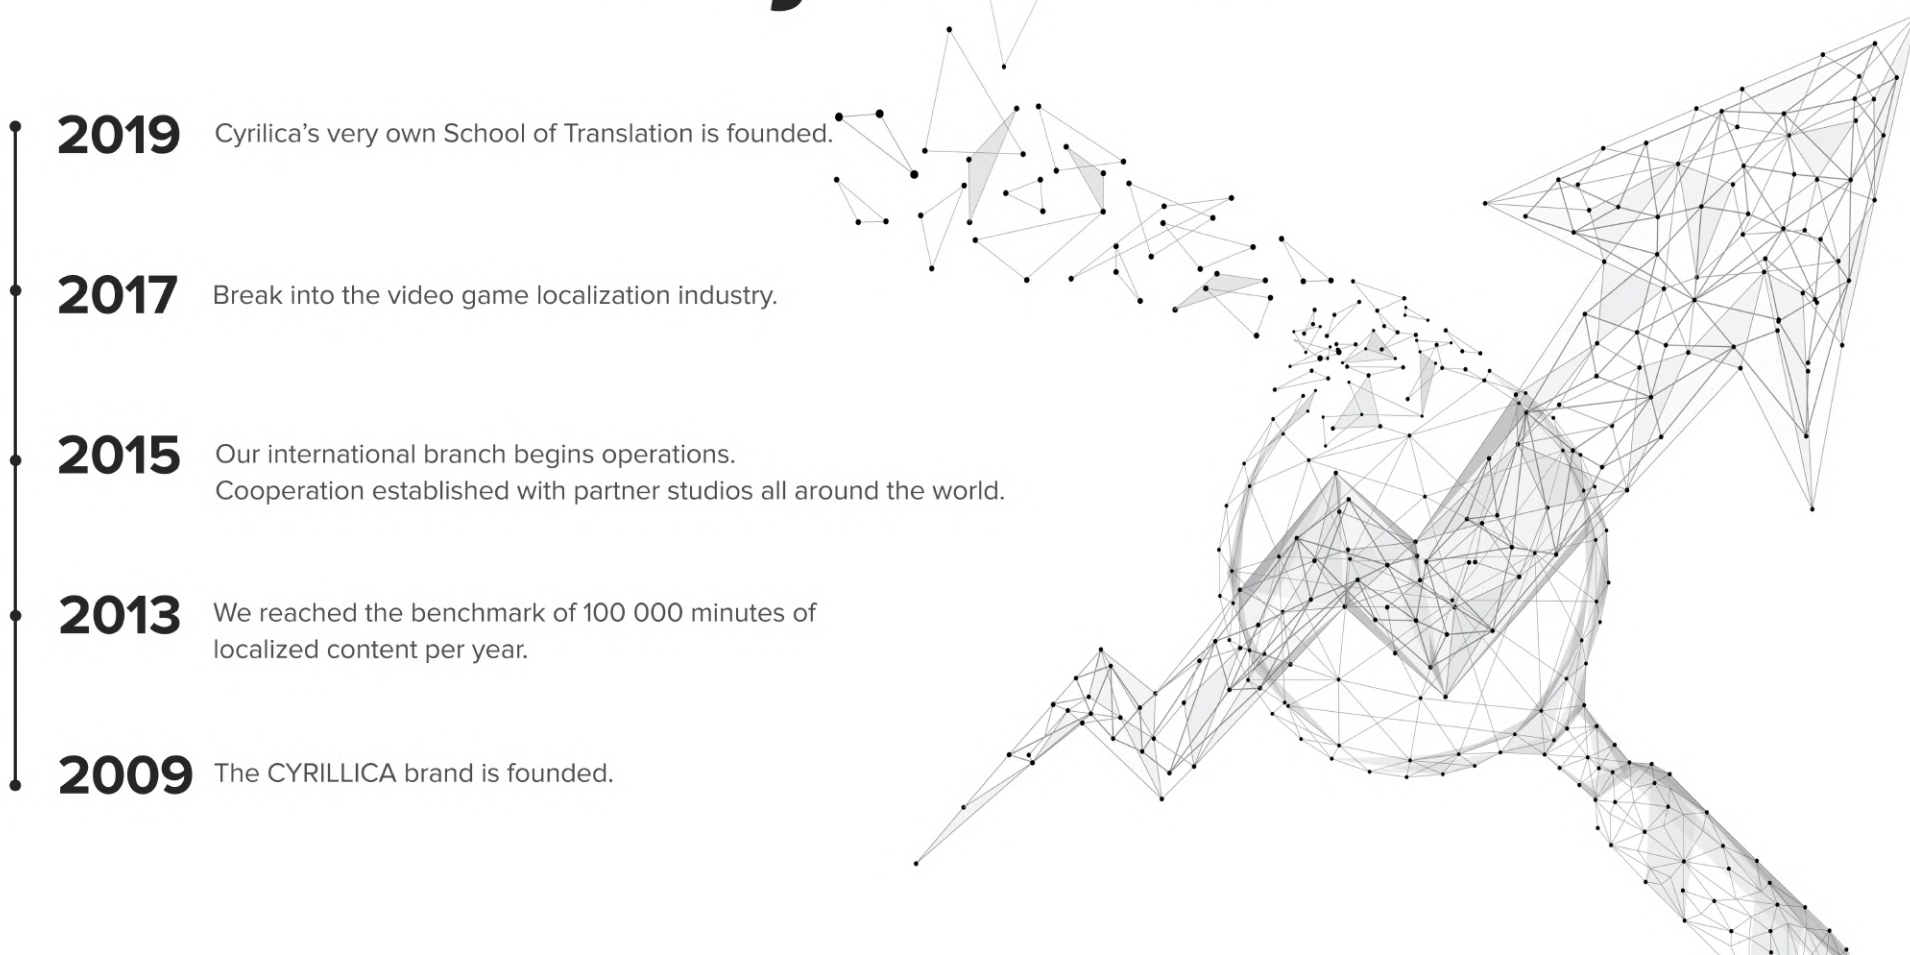 2019 Cyrilica’s very own School of Translation is founded.
2017 Break into the video game localization industry.
2015 Our international branch begins operations.
Cooperation established with partner studios all around the world.
2013 We reached the benchmark of 100 000 minutes of
localized content per year.
2009 The CYRILLICA brand is founded.